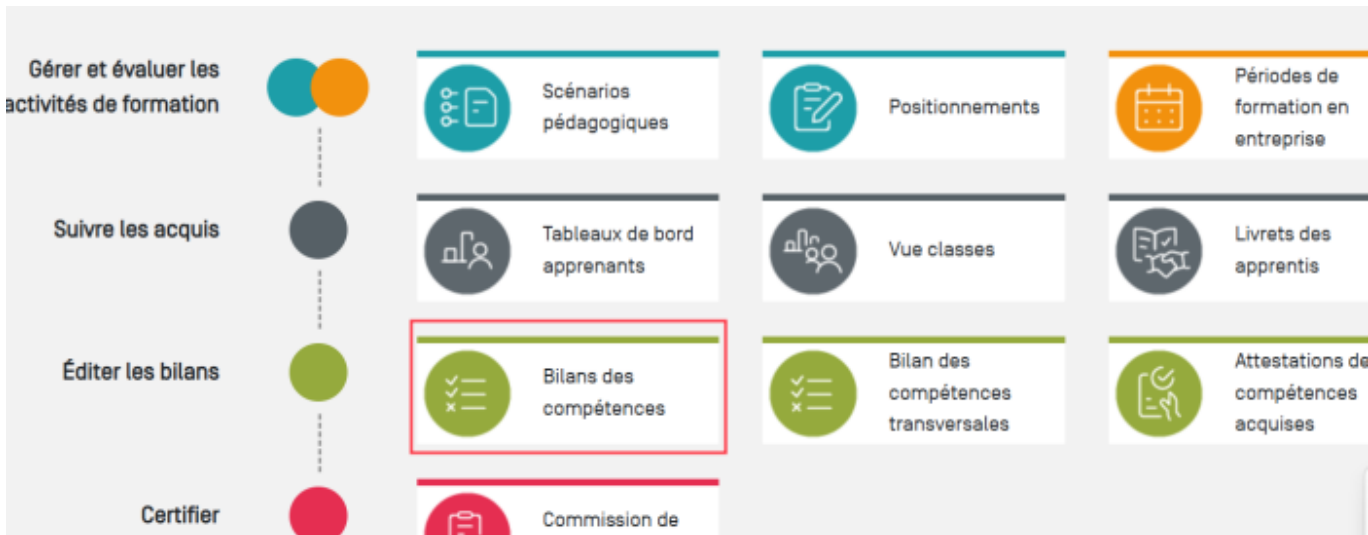 Gérer et évaluer les
activités de formation
Scénarios
pédagogiques
Positionnements
Périodes de
formation en
entreprise
Suivre les acquis
Tableaux de bord
apprenants
Vue classes
Livrets des
apprentis
Éditer les bilans
Bilans des
compétences
Bilan des
compétences
transversales
Attestations de
compétences
acquises
Certifier
Commission de